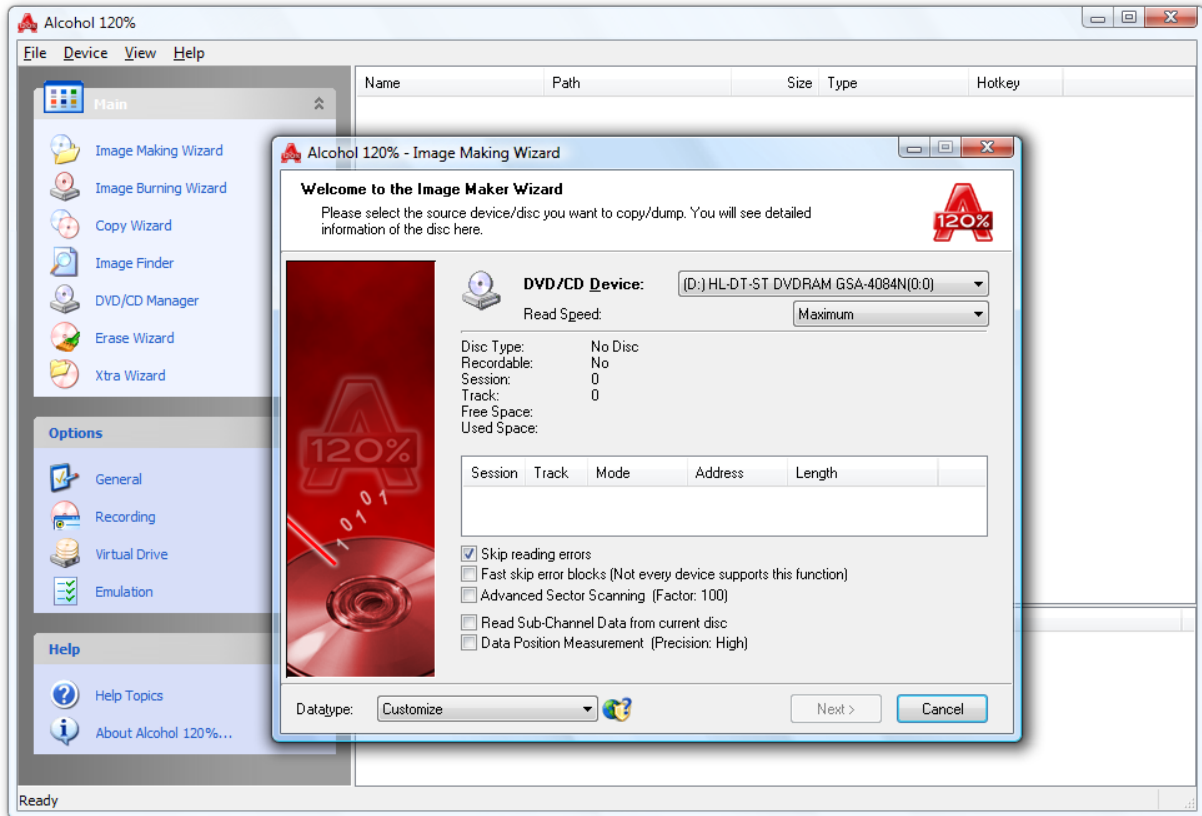 Alcohol 120%
File Device View Help
Main
Image Making Wizard
Image Burning Wizard
Copy Wizard
Image Finder
DVD/CD Manager
Erase Wizard
Xtra Wizard
Options
General
Recording
Virtual Drive
Emulation
Help
Help Topics
About Alcohol 120%...
Name Path Size Type Hotkey
Alcohol 120% - Image Making Wizard
Welcome to the Image Maker Wizard
Please select the source device/disc you want to copy/dump. You will see detailed
information of the disc here.
120%
120%
1 0 1 0 1
DVD/CD Device: (D:) HL-DT-ST DVDRAM GSA-4084N(0:0)
Read Speed: Maximum
Disc Type: No Disc
Recordable: No
Session: 0
Track: 0
Free Space:
Used Space:
Session Track Mode Address Length
Skip reading errors
Fast skip error blocks (Not every device supports this function)
Advanced Sector Scanning (Factor: 100)
Read Sub-Channel Data from current disc
Data Position Measurement (Precision: High)
Datatype: Customize Next > Cancel
Ready